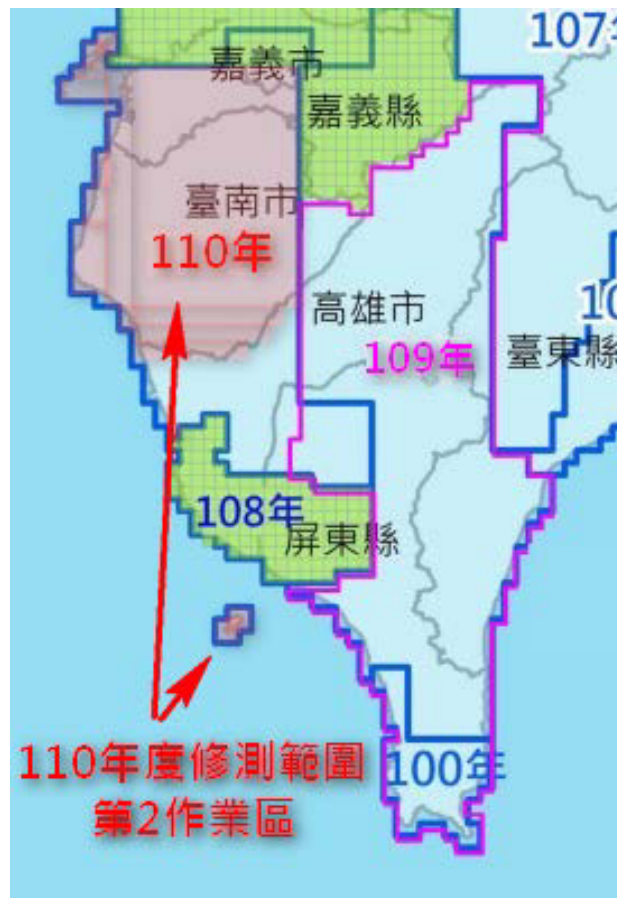 107年
嘉義市
嘉義縣
臺南市
110年
高雄市
10
109年
臺東縣
108年
屏東縣
110年度修測範圍
第2作業區
100年